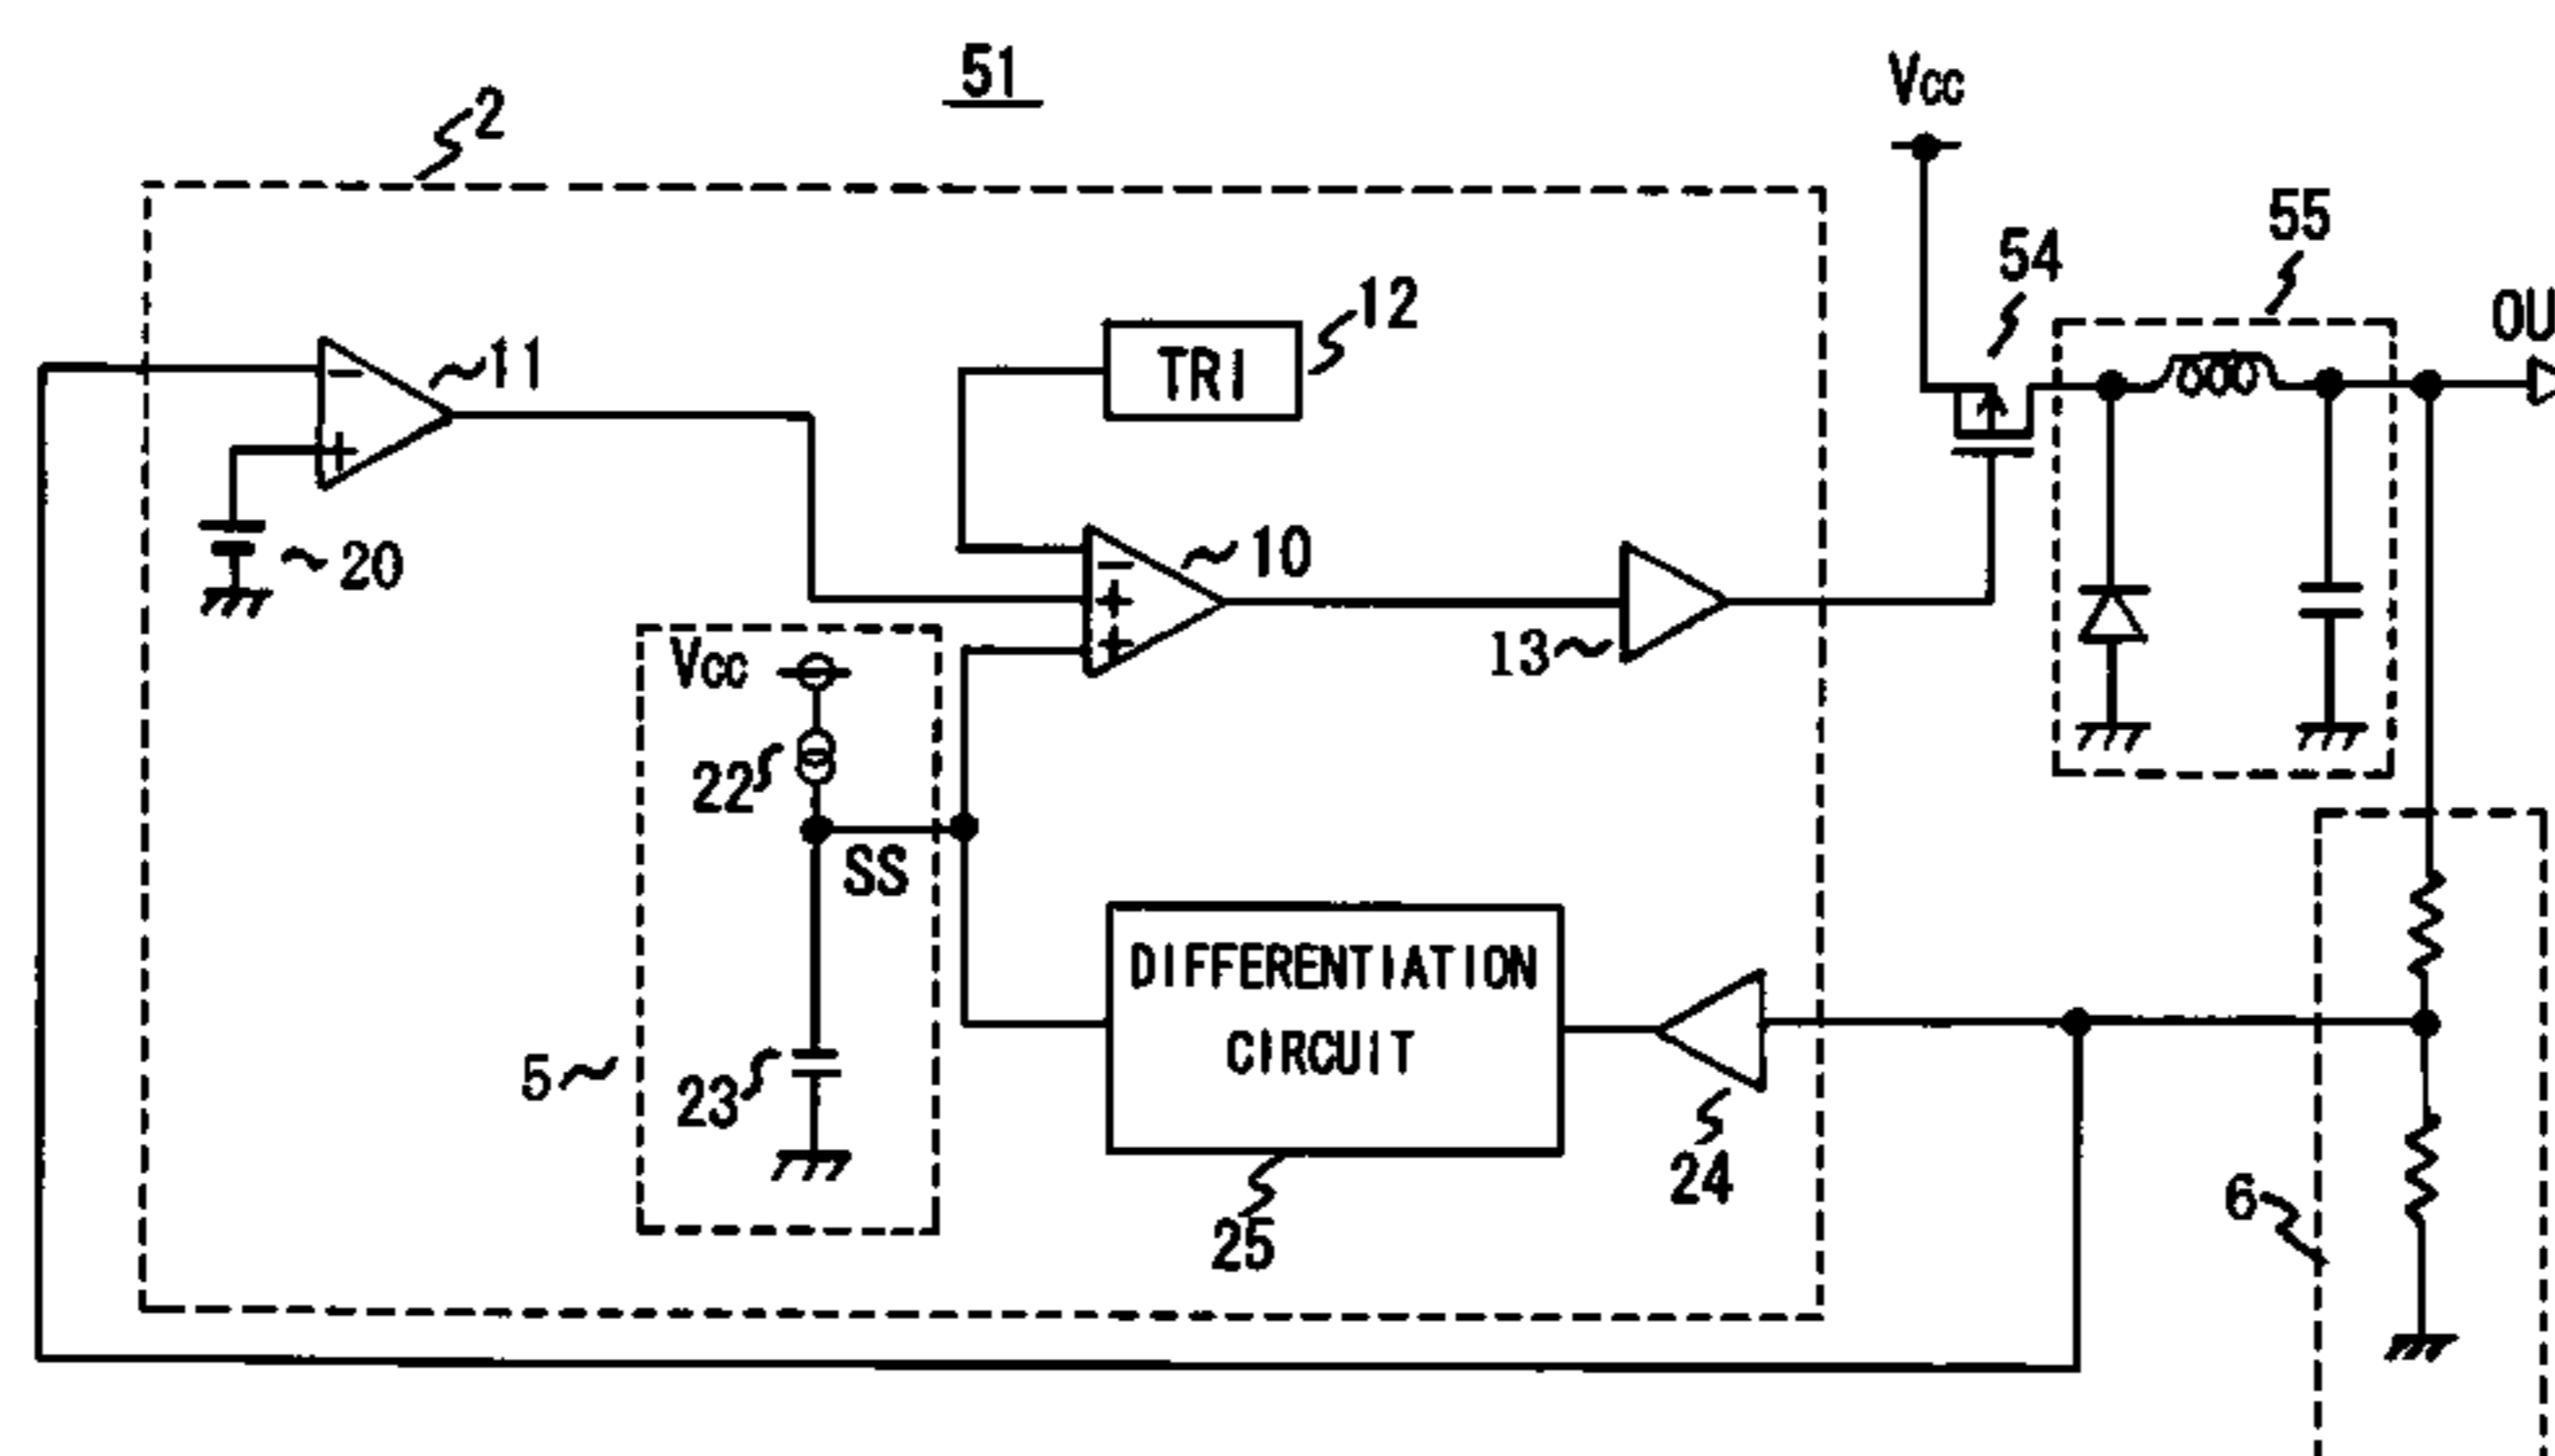 51
2
Vcc
55
54
12
OU
11
TRI
−
+
20
10
−
+
+
13
Vcc
22
SS
DIFFERENTIATION
CIRCUIT
5
23
24
6
25